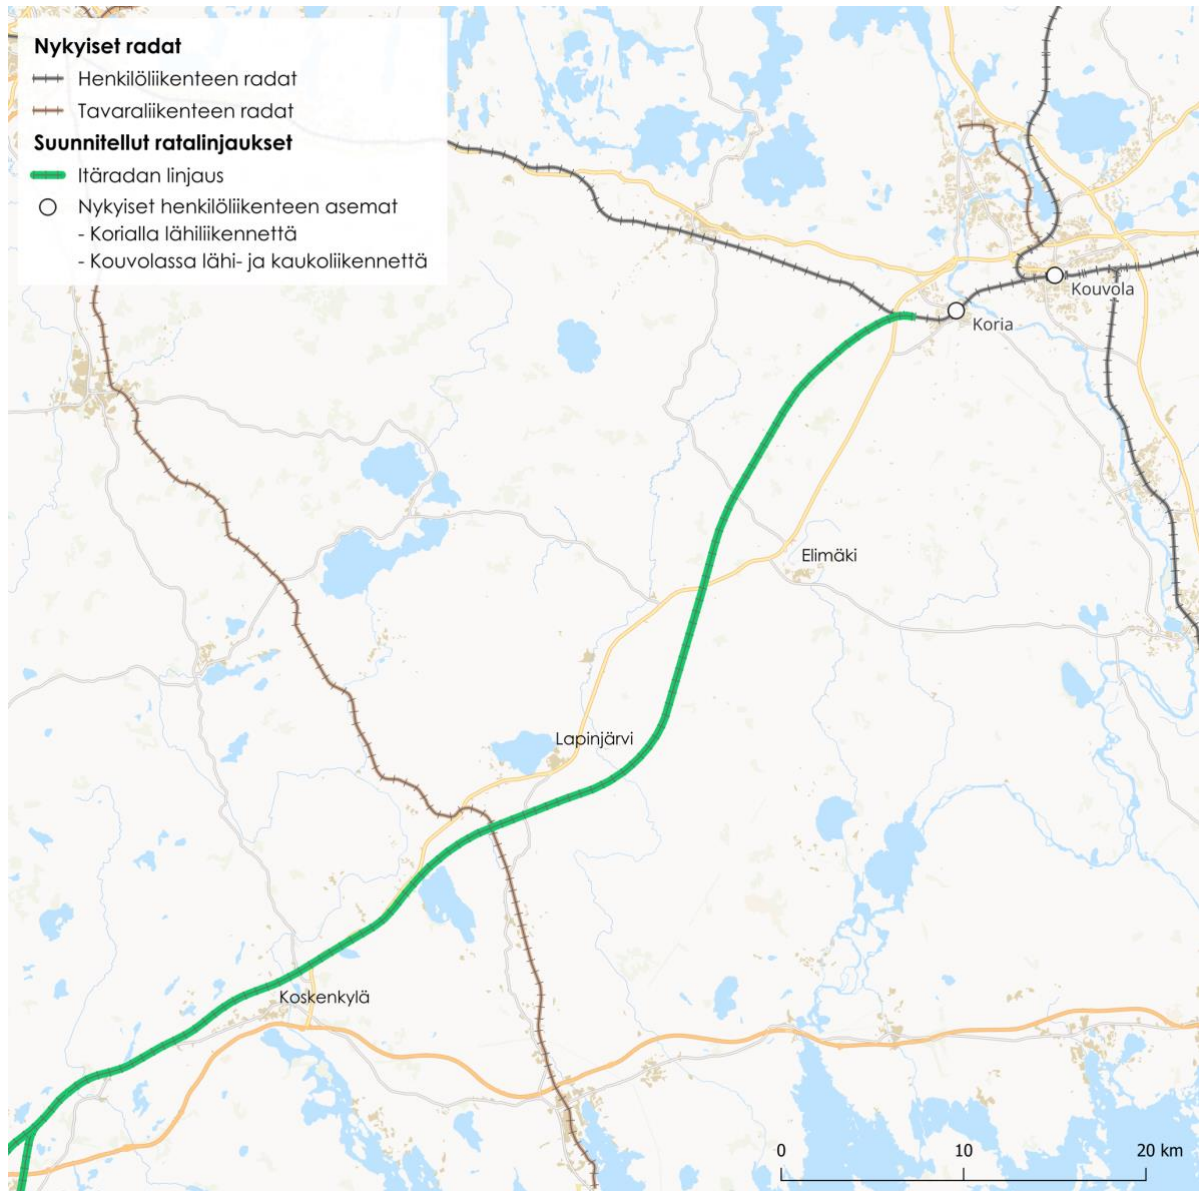 Nykyiset radat
Henkilöliikenteen radat
Tavaraliikenteen radat
Suunnitellut ratalinjaukset
Itäradan linjaus
Nykyiset henkilöliikenteen asemat
- Korialla lähiliikennettä
- Kouvolassa lähi- ja kaukoliikennettä
Kouvola
Koria
Elimäki
Lapinjärvi
Koskenkylä
0 10 20 km